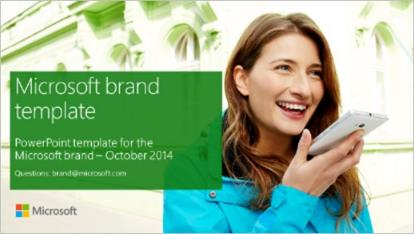 Microsoft brand
template
PowerPoint template for the
Microsoft brand – October 2014
Questions: brand@microsoft.com
Microsoft